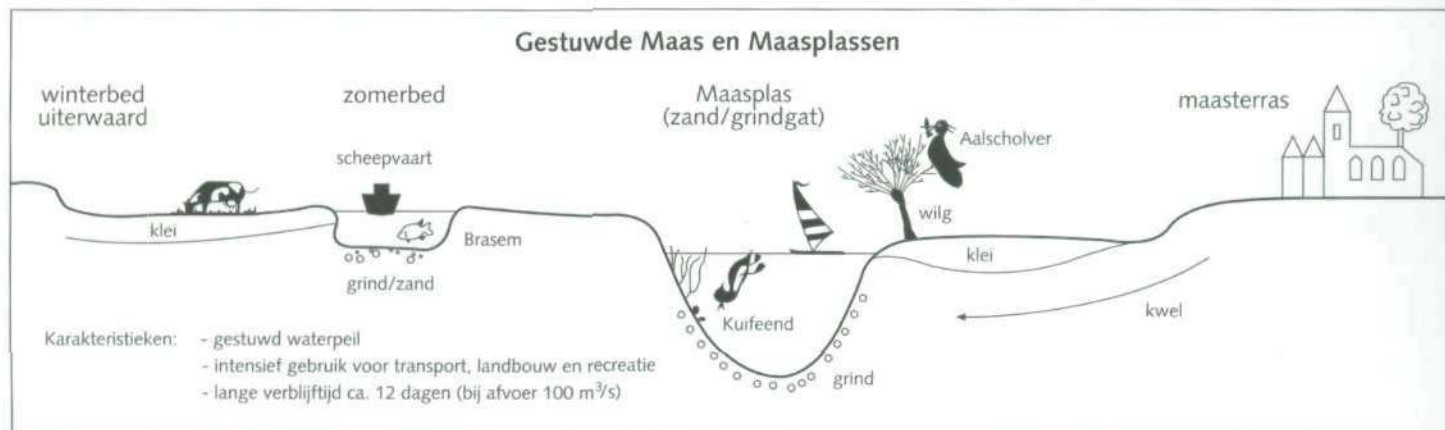 Gestuwde Maas en Maasplassen
winterbed
uiterwaard
zomerbed
Maasplas
(zand/grindgat)
maasterras
scheepvaart
Aalscholver
wilg
klei
Brasem
klei
grind/zand
Kuifeend
kwel
grind
Karakteristieken: - gestuwd waterpeil
- intensief gebruik voor transport, landbouw en recreatie
- lange verblijftijd ca. 12 dagen (bij afvoer 100 m³/s)